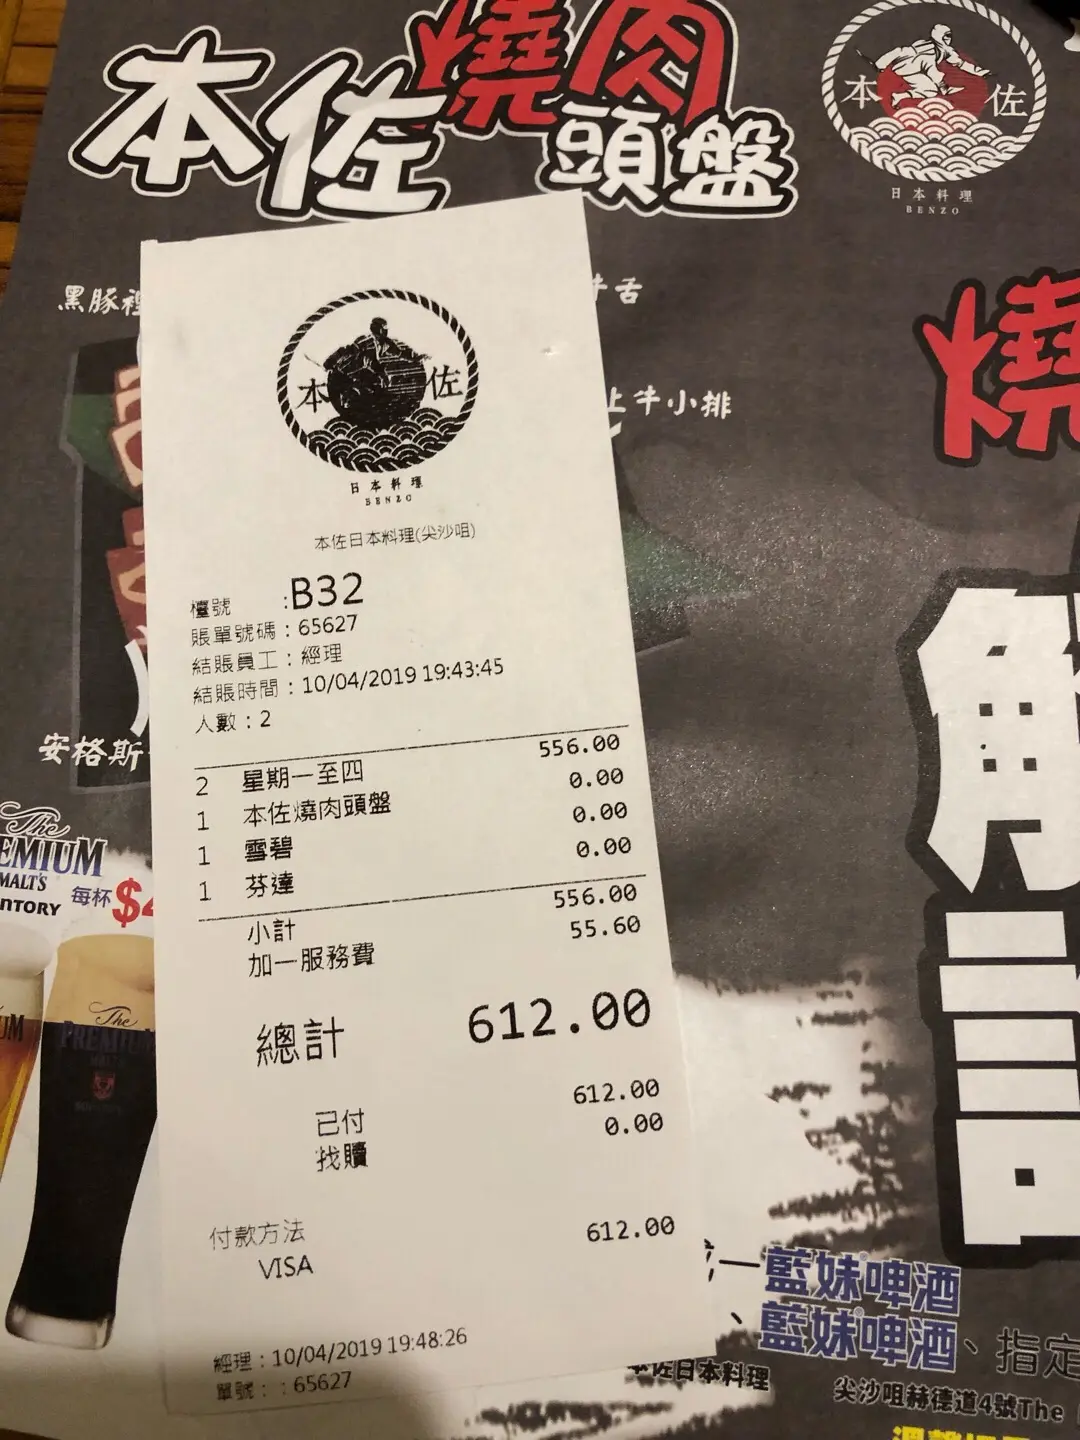 本佐燒肉頭盤
本 佐
日本料理
BENZO
黑豚
牛舌
上牛小排
燒
安格斯
The
PREMIUM
MALT'S
每杯$4
The
PREMIUM
本 佐
日本料理
BENZO
本佐日本料理(尖沙咀)
檯號 :B32
賬單號碼：65627
結賬員工：經理
結賬時間：10/04/2019 19:43:45
人數：2
2 星期一至四 556.00
1 本佐燒肉頭盤 0.00
1 雪碧 0.00
1 芬達 0.00
小計 556.00
加一服務費 55.60
總計 612.00
已付 612.00
找贖 0.00
付款方法
VISA 612.00
經理：10/04/2019 19:48:26
單號：:65627
一藍妹啤酒
、藍妹啤酒、指定
本佐日本料理
尖沙咀赫德道4號The